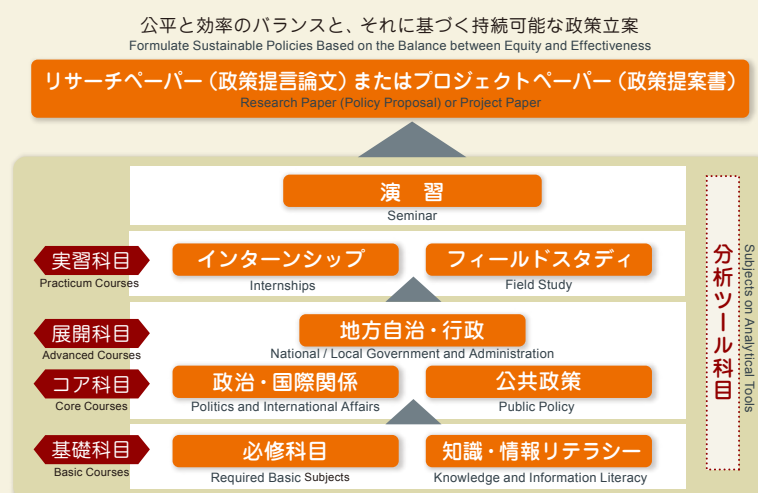 公平と効率のバランスと、それに基づく持続可能な政策立案
Formulate Sustainable Policies Based on the Balance between Equity and Effectiveness
リサーチペーパー（政策提言論文）またはプロジェクトペーパー（政策提案書）
Research Paper (Policy Proposal) or Project Paper
演 習
Seminar
実習科目
Practicum Courses
インターンシップ
Internships
フィールドスタディ
Field Study
展開科目
Advanced Courses
地方自治・行政
National / Local Government and Administration
コア科目
Core Courses
政治・国際関係
Politics and International Affairs
公共政策
Public Policy
基礎科目
Basic Courses
必修科目
Required Basic Subjects
知識・情報リテラシー
Knowledge and Information Literacy
分析ツール科目
Subjects on Analytical Tools